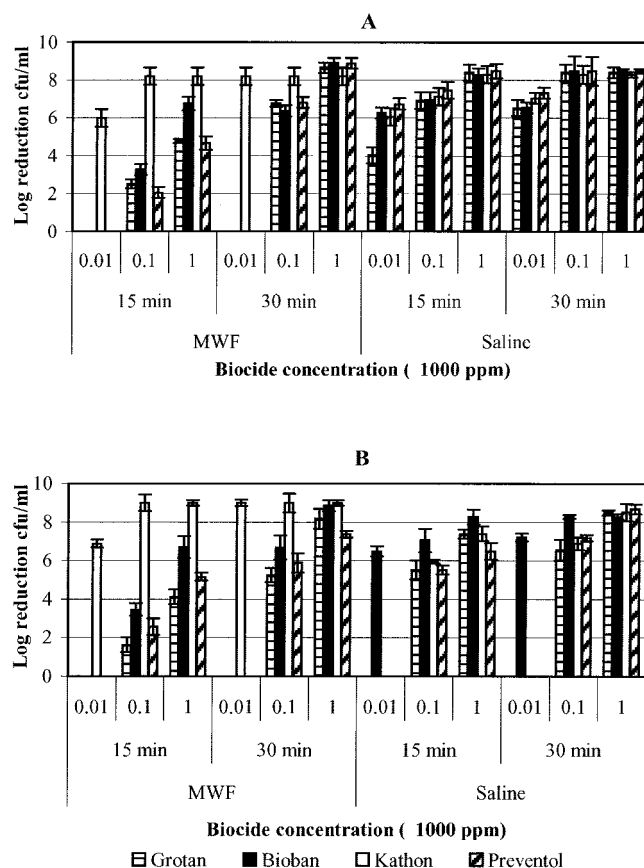 A
Log reduction cfu/ml
10
8
6
4
2
0
0.01 0.1 1 0.01 0.1 1 0.01 0.1 1 0.01 0.1 1
15 min 30 min 15 min 30 min
MWF Saline
Biocide concentration ( 1000 ppm)
B
Log reduction cfu/ml
10
8
6
4
2
0
0.01 0.1 1 0.01 0.1 1 0.01 0.1 1 0.01 0.1 1
15 min 30 min 15 min 30 min
MWF Saline
Biocide concentration ( 1000 ppm)
Grotan Bioban Kathon Preventol